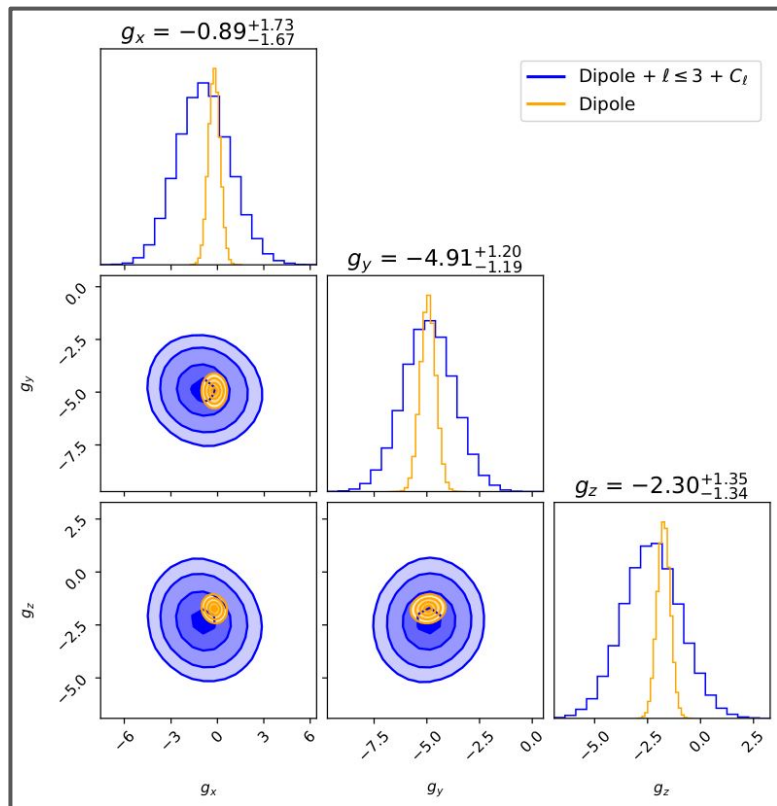 g_x = −0.89^{+1.73}_{−1.67}
Dipole + ℓ ≤ 3 + C_ℓ
Dipole
g_y = −4.91^{+1.20}_{−1.19}
0.0
−2.5
−5.0
−7.5
g_y
g_z = −2.30^{+1.35}_{−1.34}
2.5
0.0
−2.5
−5.0
g_z
−6 −3 0 3 6
−7.5 −5.0 −2.5 0.0
−5.0 −2.5 0.0 2.5
g_x
g_y
g_z